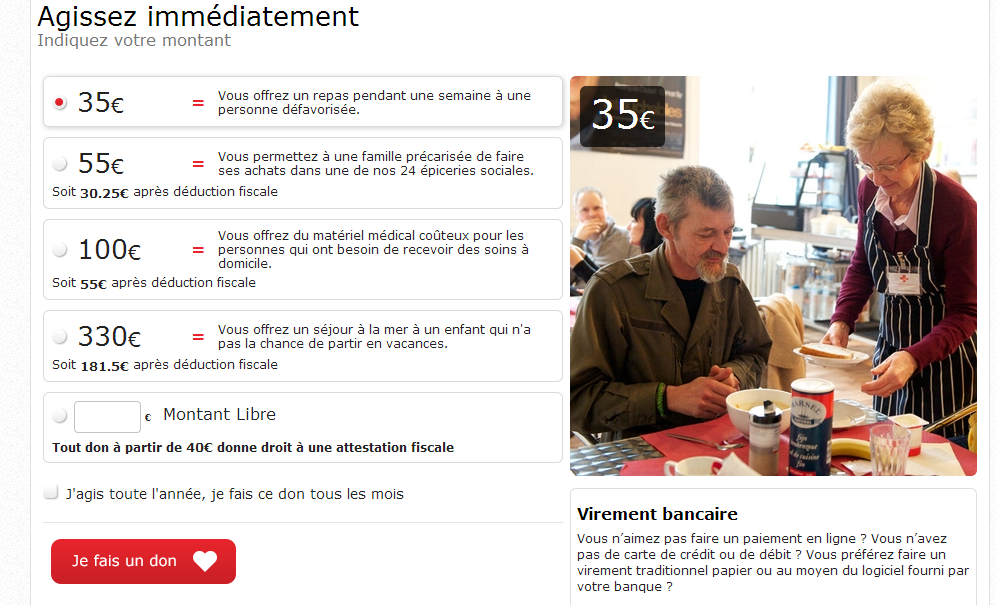 Agissez immédiatement
Indiquez votre montant
35€ = Vous offrez un repas pendant une semaine à une
personne défavorisée.
55€ = Vous permettez à une famille précarisée de faire
ses achats dans une de nos 24 épiceries sociales.
Soit 30.25€ après déduction fiscale
100€ = Vous offrez du matériel médical coûteux pour les
personnes qui ont besoin de recevoir des soins à
domicile.
Soit 55€ après déduction fiscale
330€ = Vous offrez un séjour à la mer à un enfant qui n'a
pas la chance de partir en vacances.
Soit 181.5€ après déduction fiscale
€ Montant Libre
Tout don à partir de 40€ donne droit à une attestation fiscale
J'agis toute l'année, je fais ce don tous les mois
Je fais un don
35€
Virement bancaire
Vous n’aimez pas faire un paiement en ligne ? Vous n’avez
pas de carte de crédit ou de débit ? Vous préférez faire un
virement traditionnel papier ou au moyen du logiciel fourni par
votre banque ?